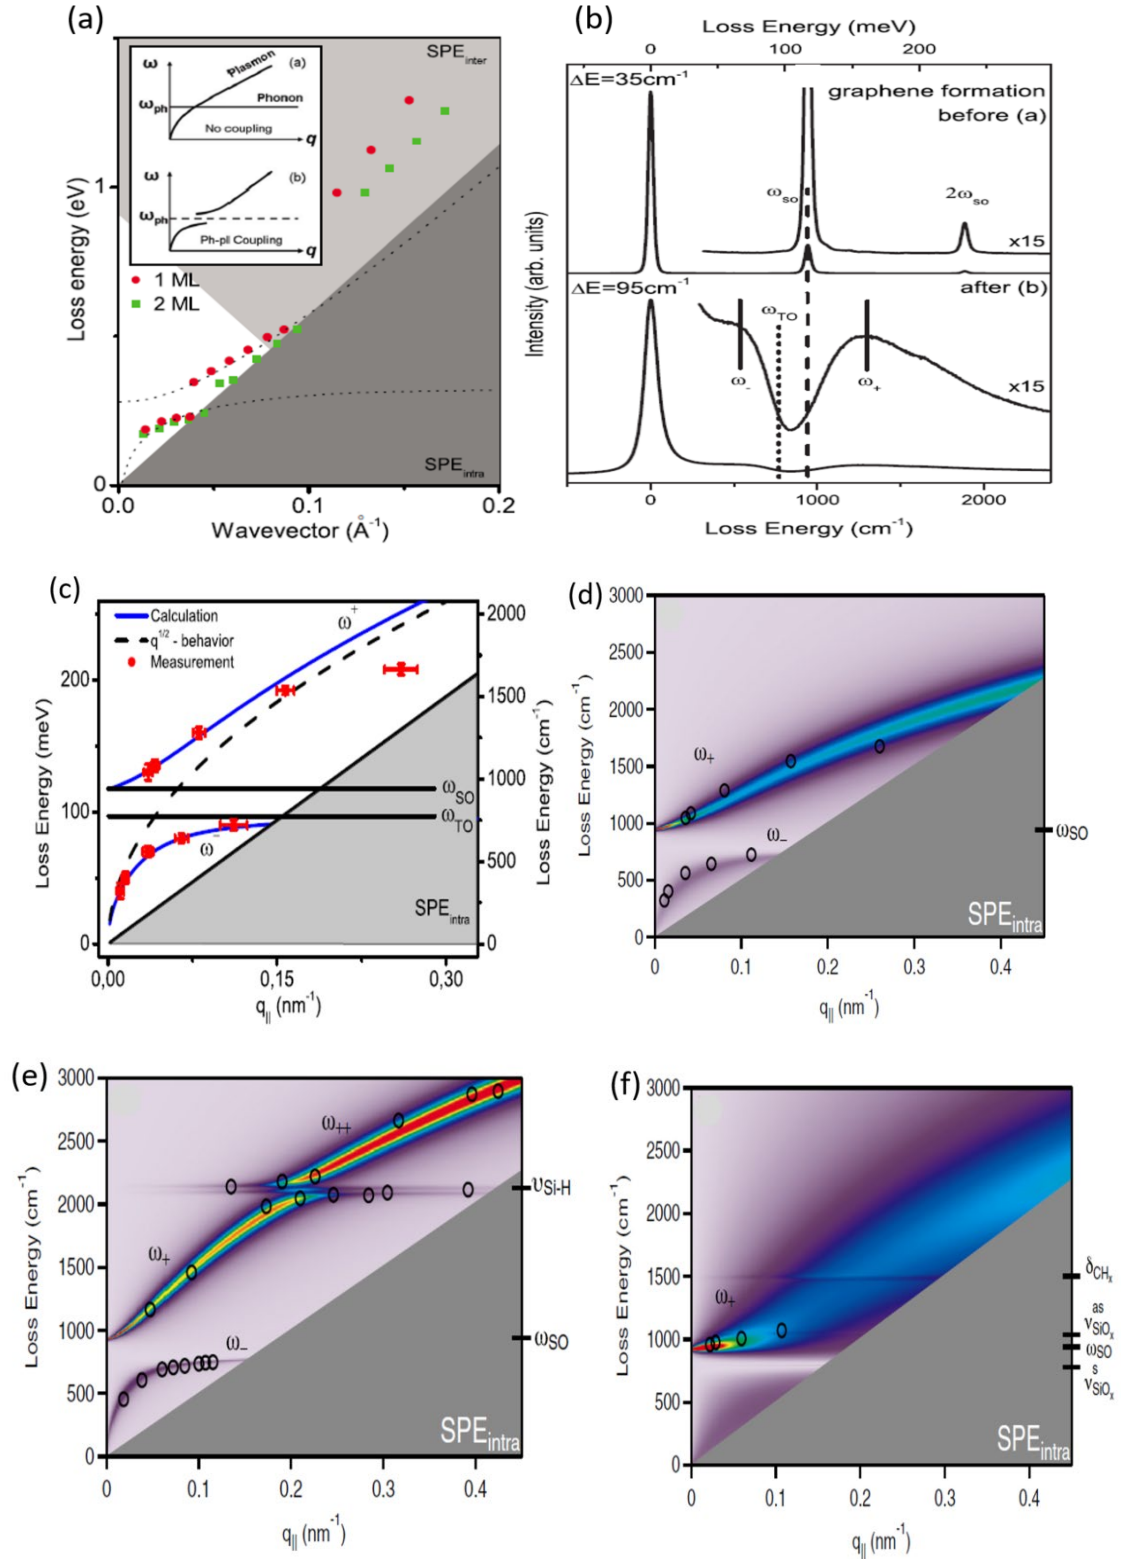 (a)
SPEinter
(a)
ω
Plasmon
ωph
Phonon
No coupling
q
(b)
ω
ωph
Ph-pl Coupling
q
1 ML
2 ML
SPEintra
Loss energy (eV)
1
0
0.0 0.1 0.2
Wavevector (Å-1)
(b)
Loss Energy (meV)
0 100 200
ΔE=35cm-1
graphene formation
before (a)
ωso
2ωso
x15
ΔE=95cm-1
after (b)
ωTO
ω-
ω+
x15
Intensity (arb. units)
0 1000 2000
Loss Energy (cm-1)
(c)
Calculation
q1/2 - behavior
Measurement
ω+
ωSO
ωTO
ω-
SPEintra
Loss Energy (meV)
200
100
0
Loss Energy (cm-1)
2000
1500
1000
500
0
0,00 0,15 0,30
q|| (nm-1)
(d)
Loss Energy (cm-1)
3000
2500
2000
1500
1000
500
0
ω+
ω-
ωSO
SPEintra
0 0.1 0.2 0.3 0.4
q|| (nm-1)
(e)
Loss Energy (cm-1)
3000
2500
2000
1500
1000
500
0
ω++
ω+
ω-
υSi-H
ωSO
SPEintra
0 0.1 0.2 0.3 0.4
q|| (nm-1)
(f)
Loss Energy (cm-1)
3000
2500
2000
1500
1000
500
0
ω+
δCHx
as
νSiOx
ωSO
s
νSiOx
SPEintra
0 0.1 0.2 0.3 0.4
q|| (nm-1)